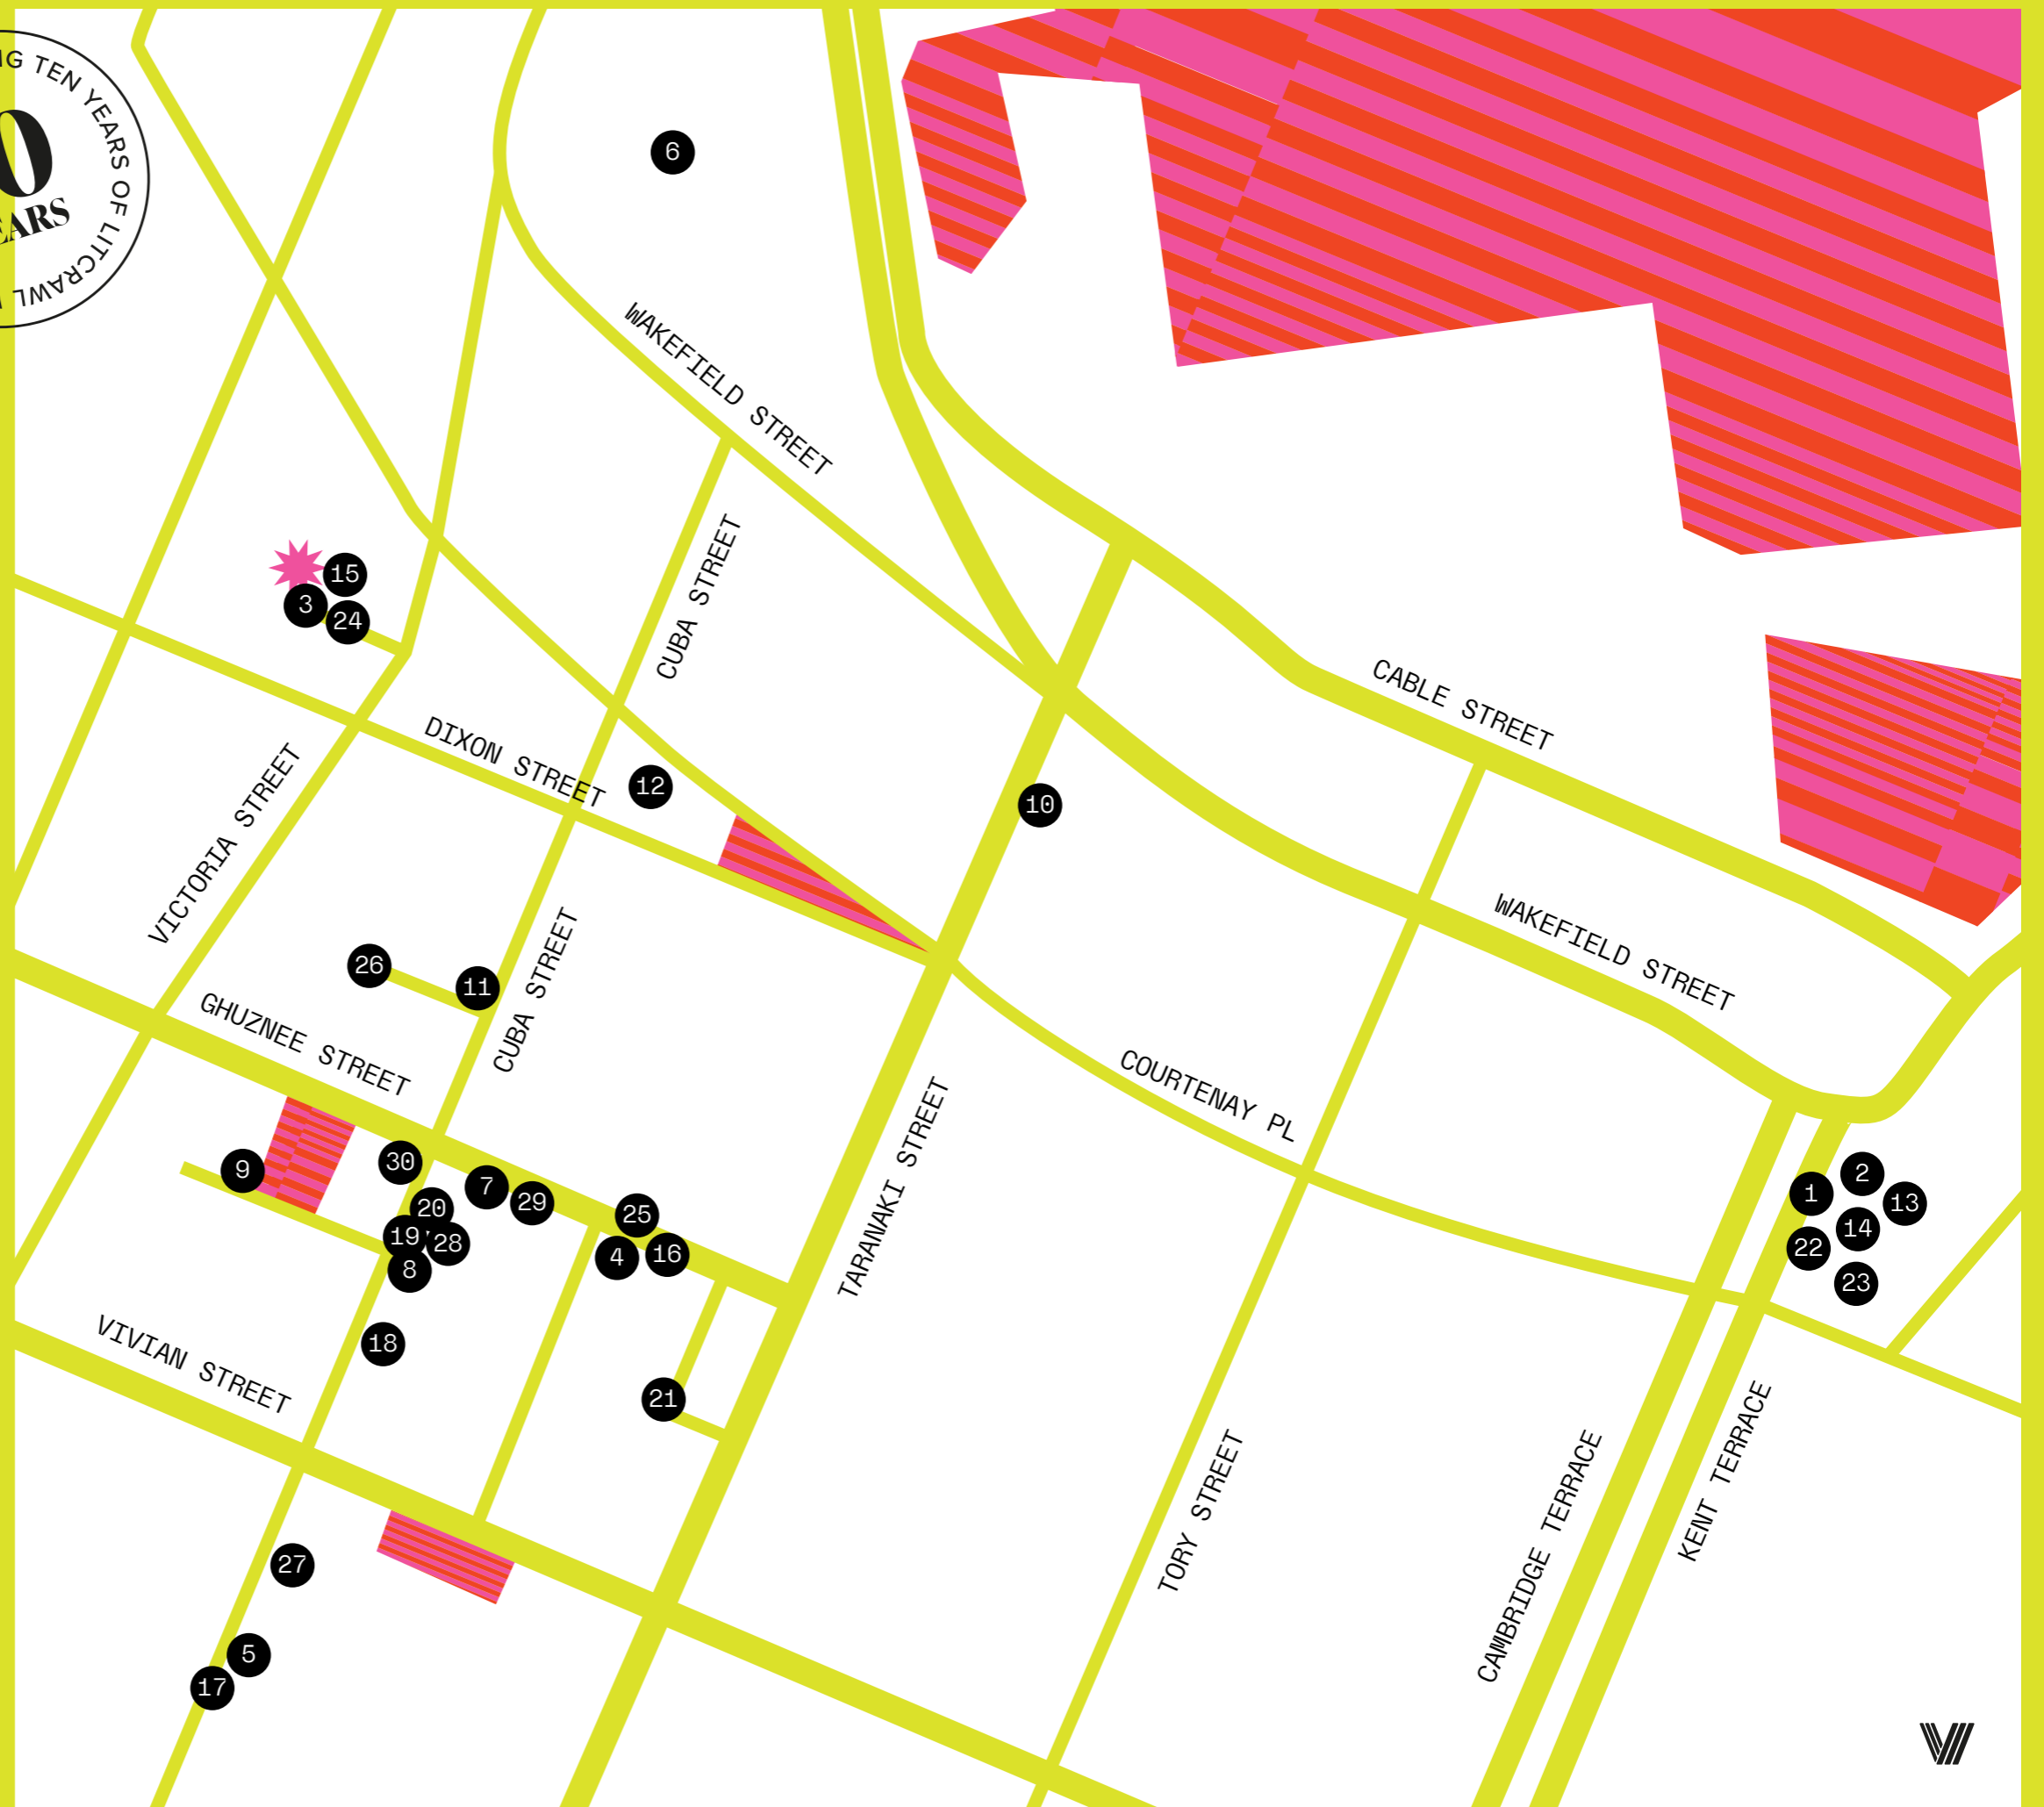 TEN YEARS OF LITCRAWL
6
WAKEFIELD STREET
CUBA STREET
15
3
24
CABLE STREET
DIXON STREET
12
10
VICTORIA STREET
WAKEFIELD STREET
26
11
CUBA STREET
GHUZNEE STREET
COURTENAY PL
TARANAKI STREET
30
9
7
29
20
19
28
8
25
4
16
1
2
13
14
22
23
18
VIVIAN STREET
21
TORY STREET
CAMBRIDGE TERRACE
KENT TERRACE
27
5
17